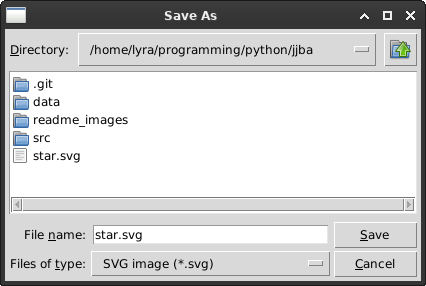 Save As
Directory: /home/lyra/programming/python/jjba
.git
data
readme_images
src
star.svg
File name: star.svg Save
Files of type: SVG image (*.svg) Cancel